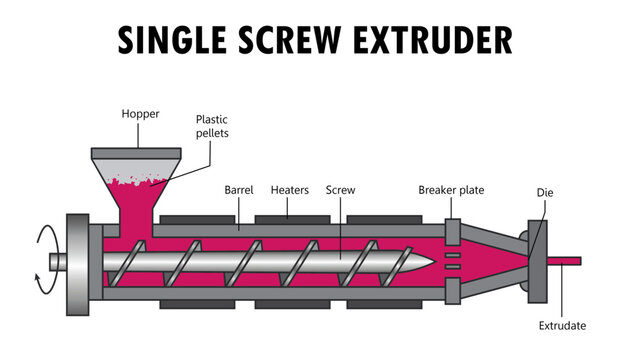 SINGLE SCREW EXTRUDER
Hopper
Plastic
pellets
Barrel
Heaters
Screw
Breaker plate
Die
Extrudate